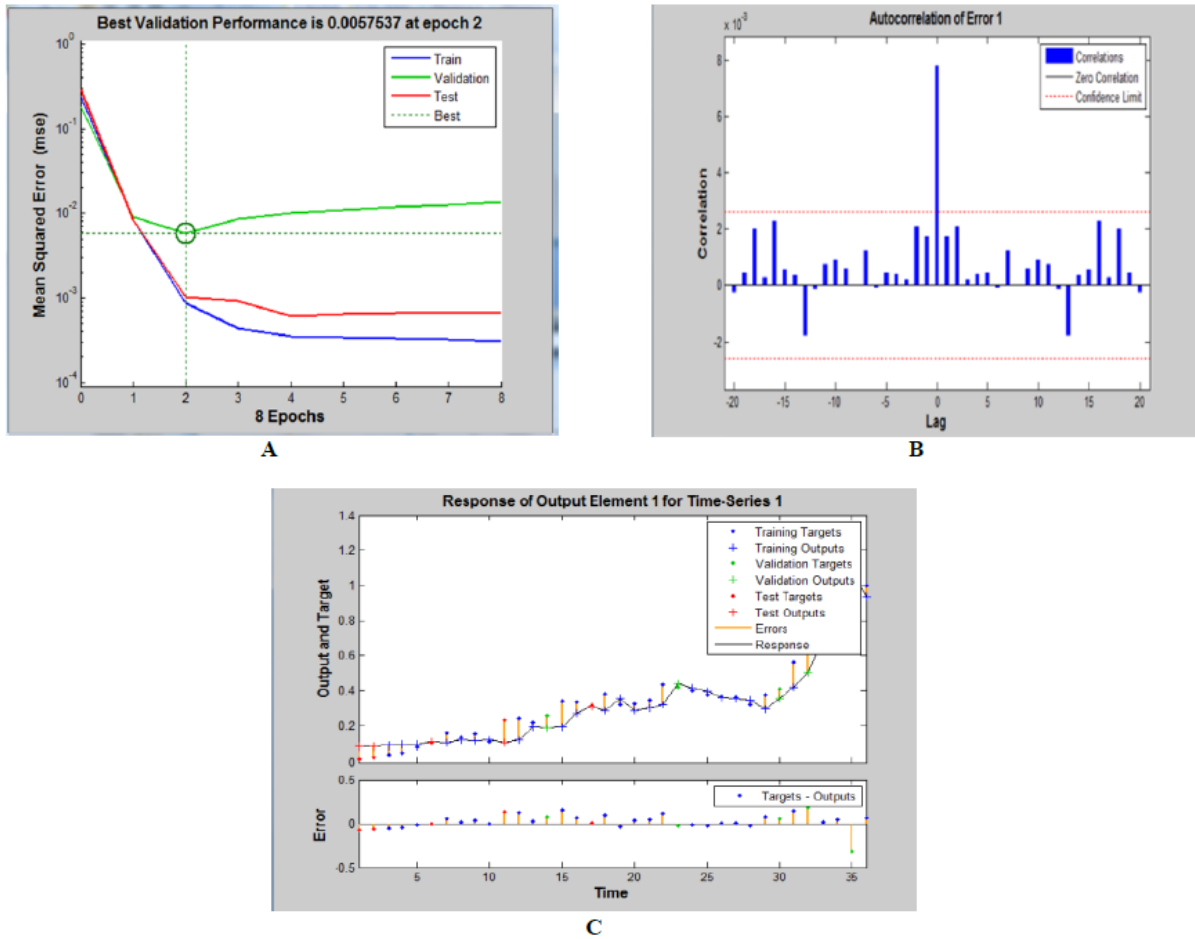 Best Validation Performance is 0.0057537 at epoch 2
Mean Squared Error (mse)
10^0
10^-1
10^-2
10^-3
10^-4
Train
Validation
Test
Best
0 1 2 3 4 5 6 7 8
8 Epochs
A
Autocorrelation of Error 1
x 10^-3
Correlation
8
6
4
2
0
-2
Correlations
Zero Correlation
Confidence Limit
-20 -15 -10 -5 0 5 10 15 20
Lag
B
Response of Output Element 1 for Time-Series 1
Output and Target
1.4
1.2
1
0.8
0.6
0.4
0.2
0
Training Targets
Training Outputs
Validation Targets
Validation Outputs
Test Targets
Test Outputs
Errors
Response
Error
0.5
0
-0.5
Targets - Outputs
5 10 15 20 25 30 35
Time
C